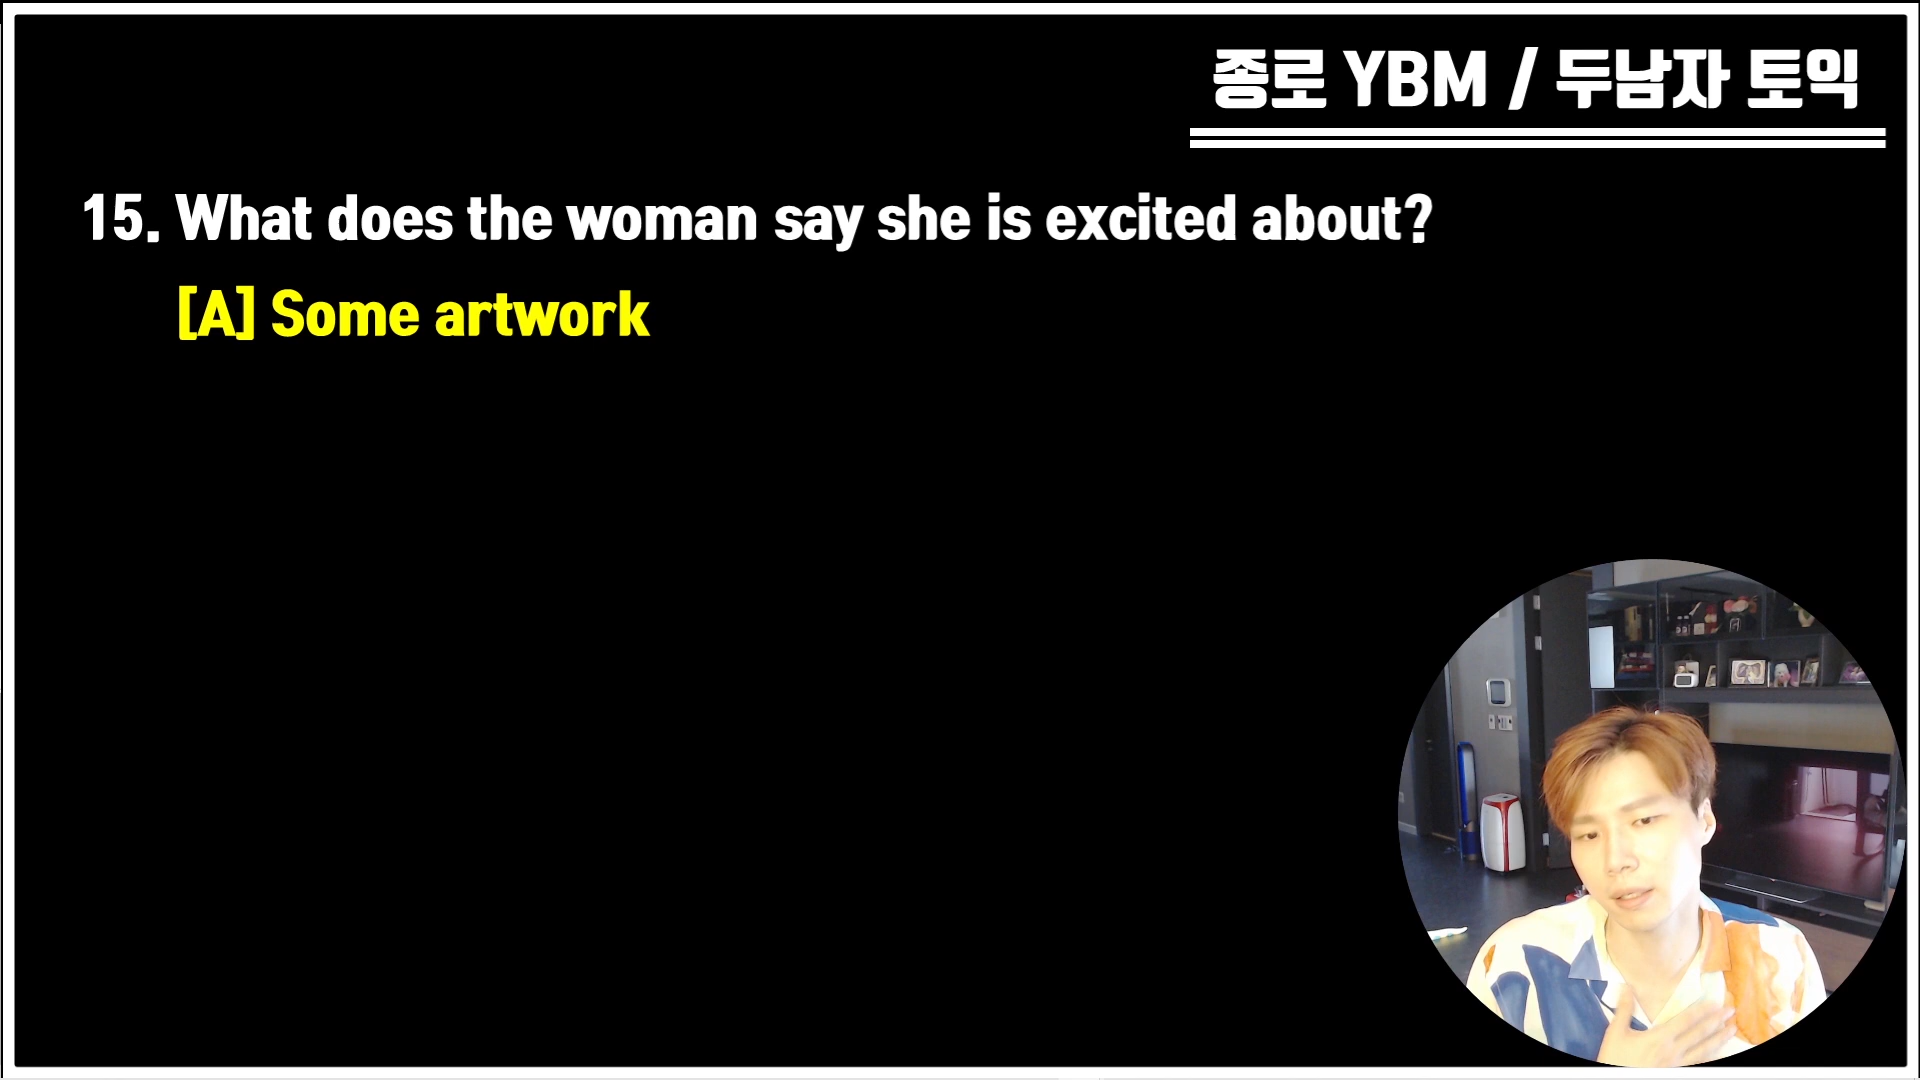 종로 YBM / 두남자 토익
15. What does the woman say she is excited about?
[A] Some artwork